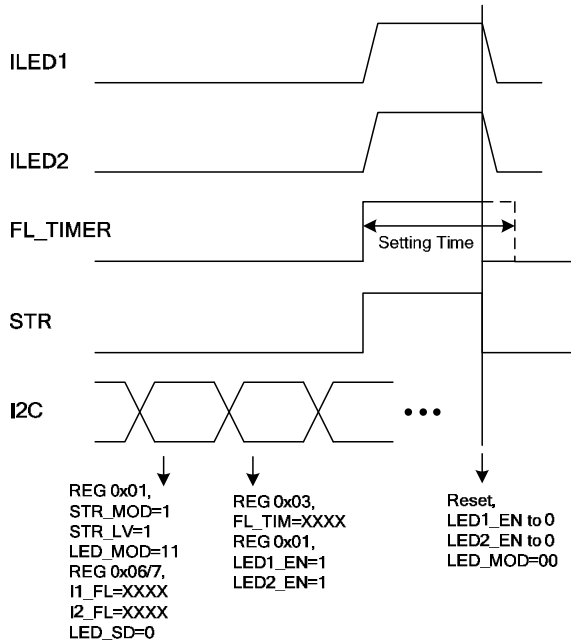 ILED1
ILED2
FL_TIMER
Setting Time
STR
I2C
REG 0x01,
STR_MOD=1
STR_LV=1
LED_MOD=11
REG 0x06/7,
I1_FL=XXXX
I2_FL=XXXX
LED_SD=0
REG 0x03,
FL_TIM=XXXX
REG 0x01,
LED1_EN=1
LED2_EN=1
Reset,
LED1_EN to 0
LED2_EN to 0
LED_MOD=00